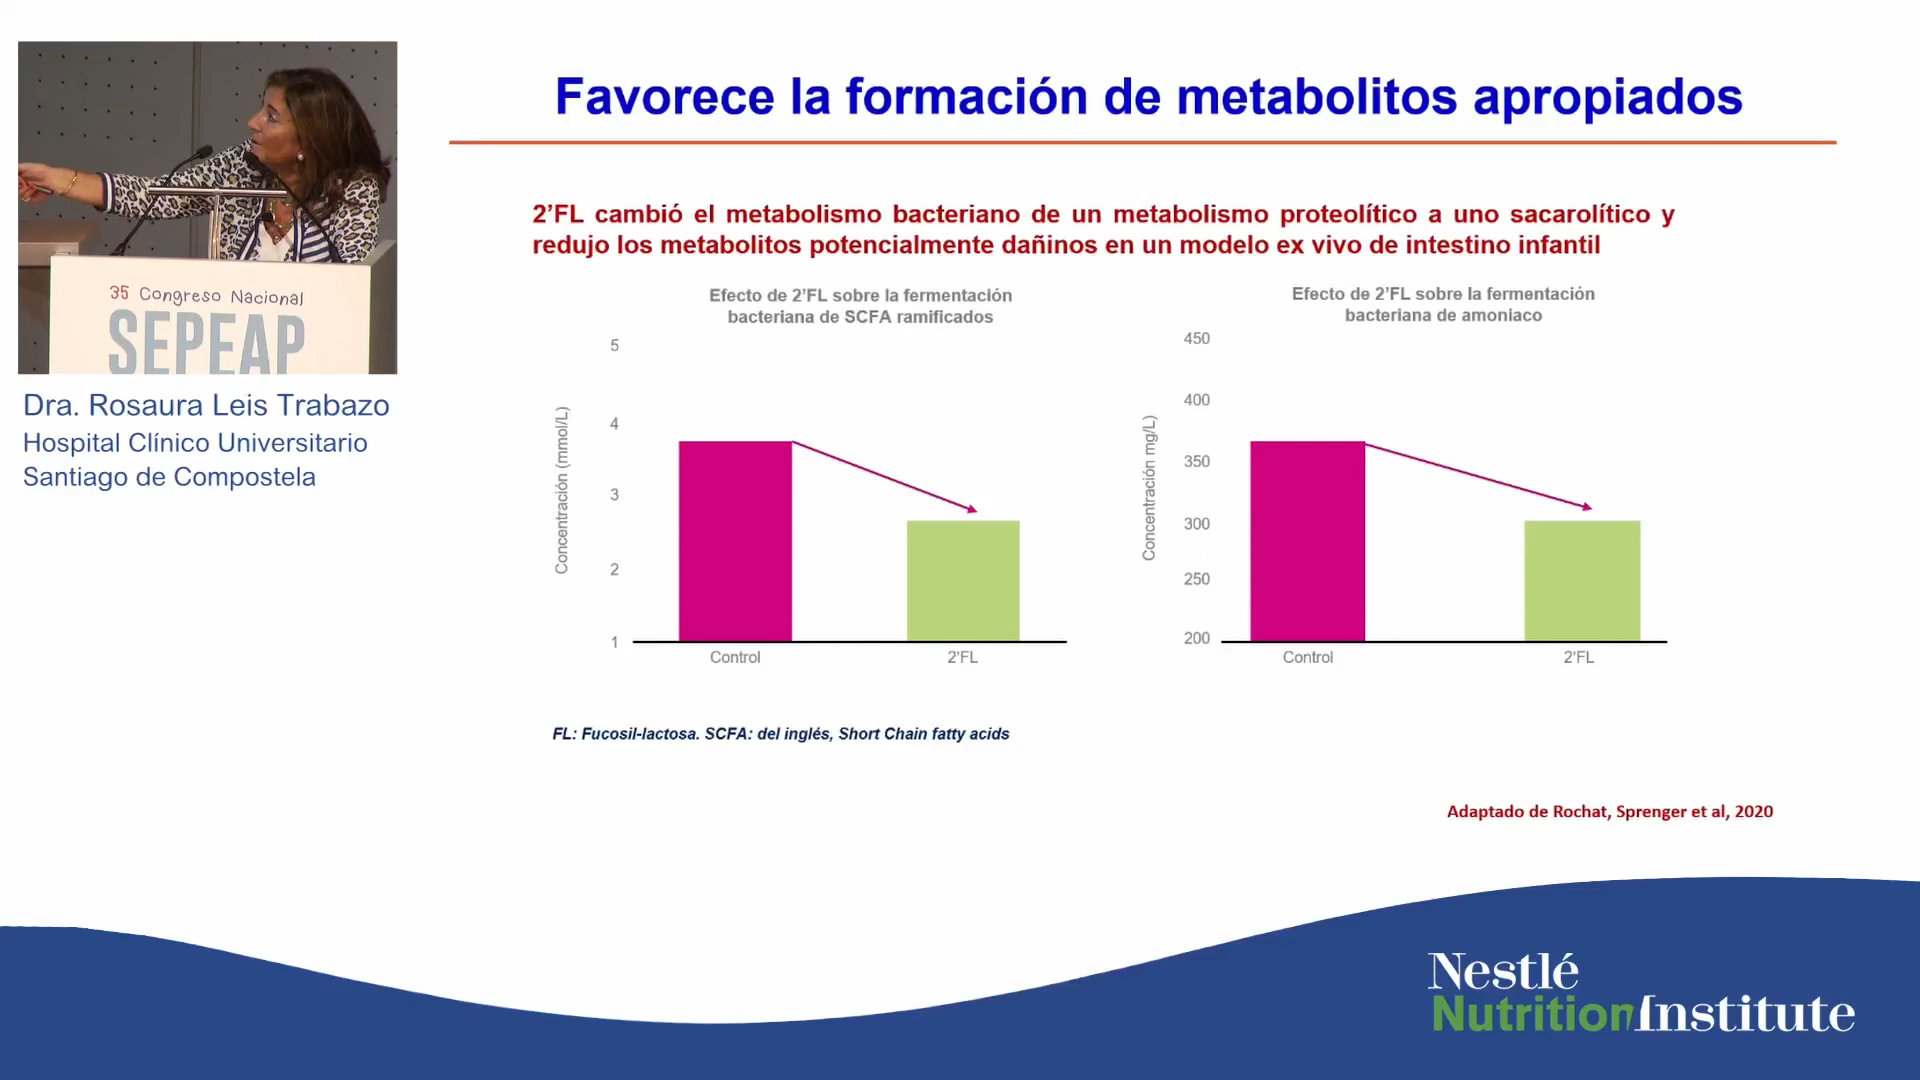 Favorece la formación de metabolitos apropiados
2’FL cambió el metabolismo bacteriano de un metabolismo proteolítico a uno sacarolítico y
redujo los metabolitos potencialmente dañinos en un modelo ex vivo de intestino infantil
35 Congreso Nacional
SEPEAP
Dra. Rosaura Leis Trabazo
Hospital Clínico Universitario
Santiago de Compostela
Efecto de 2’FL sobre la fermentación
bacteriana de SCFA ramificados
Concentración (mmol/L)
5
4
3
2
1
Control 2’FL
Efecto de 2’FL sobre la fermentación
bacteriana de amoniaco
Concentración mg/L)
450
400
350
300
250
200
Control 2’FL
FL: Fucosil-lactosa. SCFA: del inglés, Short Chain fatty acids
Adaptado de Rochat, Sprenger et al, 2020
Nestlé
NutritionInstitute